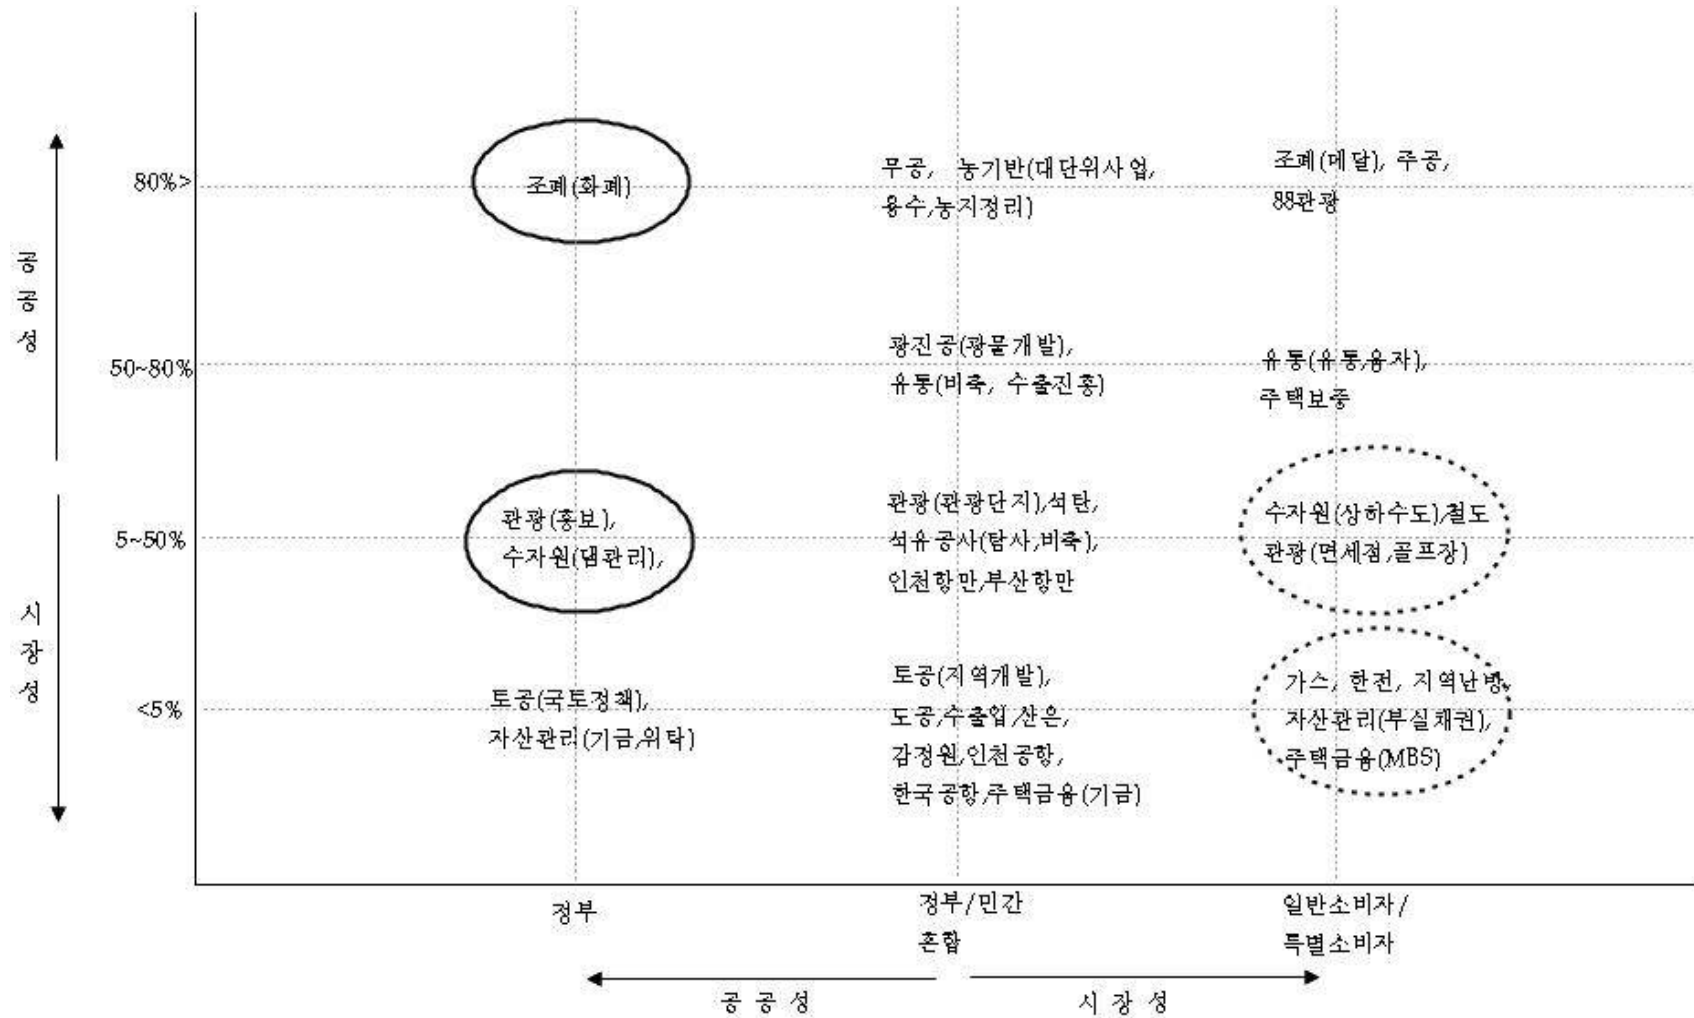 공
공
성
시
장
성
80%>
조폐(화폐)
무공, 농기반(대단위사업,
용수,농지정리)
조폐(메달), 주공,
88관광
50~80%
광진공(광물개발),
유통(비축, 수출진흥)
유통(유통,융자),
주택보증
5~50%
관광(홍보),
수자원(댐관리),
관광(관광단지),석탄,
석유공사(탐사,비축),
인천항만,부산항만
수자원(상하수도),철도
관광(면세점,골프장)
<5%
토공(국토정책),
자산관리(기금,위탁)
토공(지역개발),
도공,수출입,산은,
감정원,인천공항,
한국공항,주택금융(기금)
가스, 한전, 지역난방,
자산관리(부실채권),
주택금융(MBS)
정부
정부/민간
혼합
일반소비자/
특별소비자
공 공 성
시 장 성